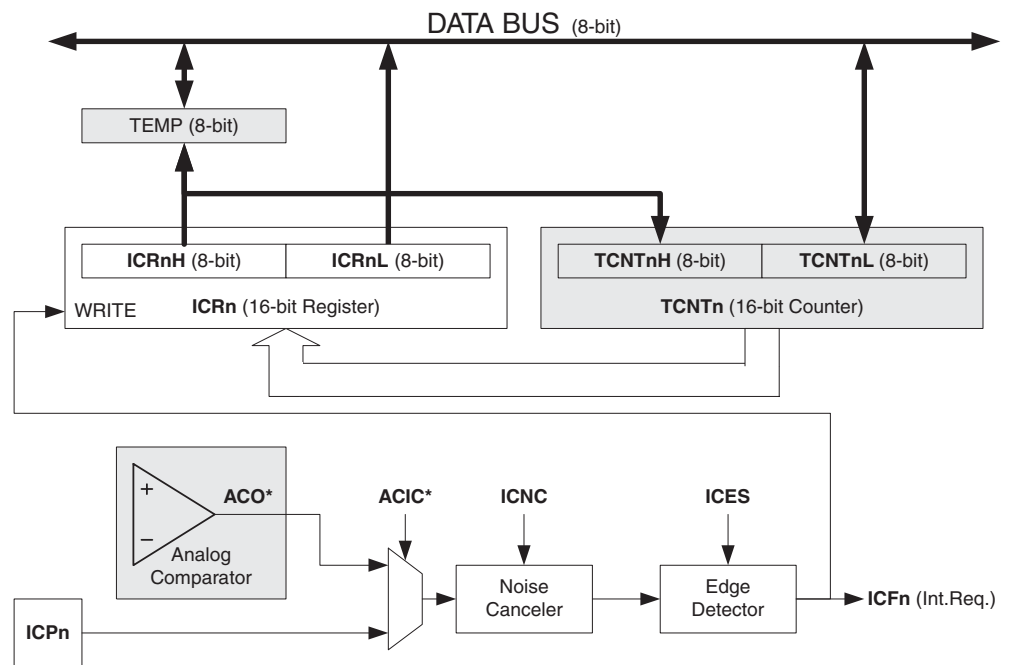 DATA BUS (8-bit)
TEMP (8-bit)
ICRnH (8-bit) ICRnL (8-bit)
TCNTnH (8-bit) TCNTnL (8-bit)
WRITE
ICRn (16-bit Register)
TCNTn (16-bit Counter)
+
ACO*
ACIC*
ICNC
ICES
−
Analog
Comparator
Noise
Canceler
Edge
Detector
ICFn (Int.Req.)
ICPn